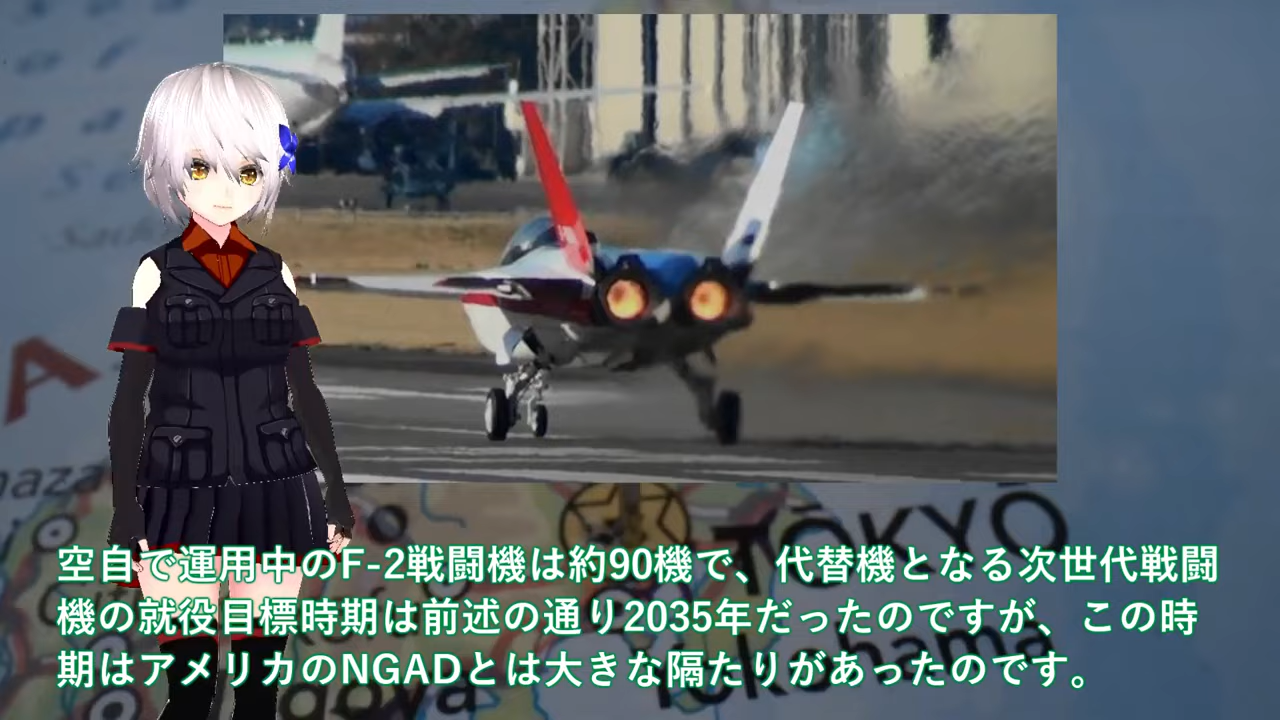 空自で運用中のF-2戦闘機は約90機で、代替機となる次世代戦闘
機の就役目標時期は前述の通り2035年だったのですが、この時
期はアメリカのNGADとは大きな隔たりがあったのです。
TOKYO
Yokohama